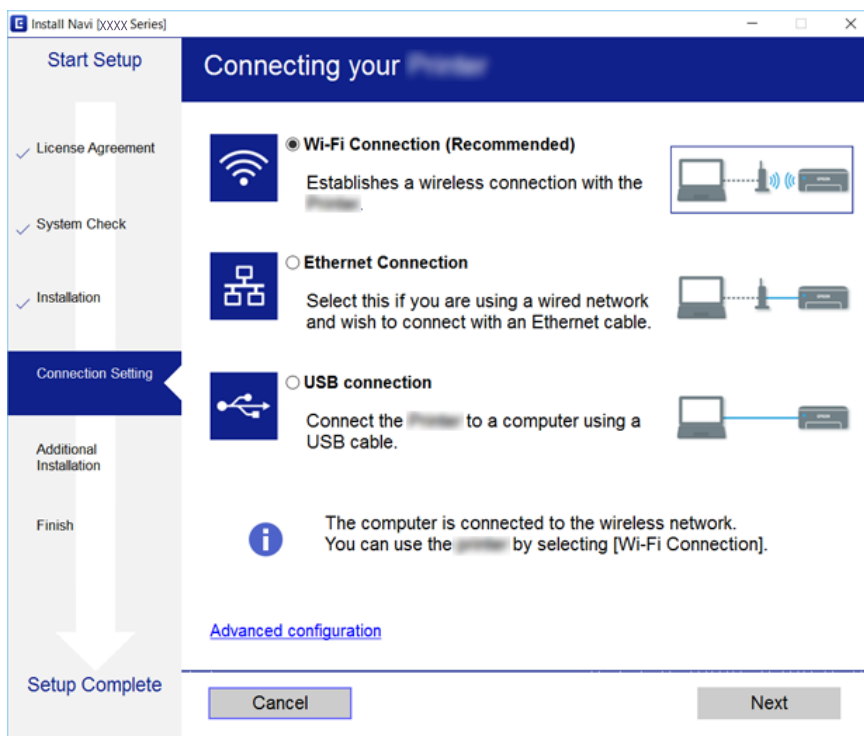 Install Navi [XXXX Series]
Start Setup
License Agreement
System Check
Installation
Connection Setting
Additional
Installation
Finish
Setup Complete
Connecting your
Wi-Fi Connection (Recommended)
Establishes a wireless connection with the
.
Ethernet Connection
Select this if you are using a wired network
and wish to connect with an Ethernet cable.
USB connection
Connect the to a computer using a
USB cable.
The computer is connected to the wireless network.
You can use the by selecting [Wi-Fi Connection].
Advanced configuration
Cancel
Next